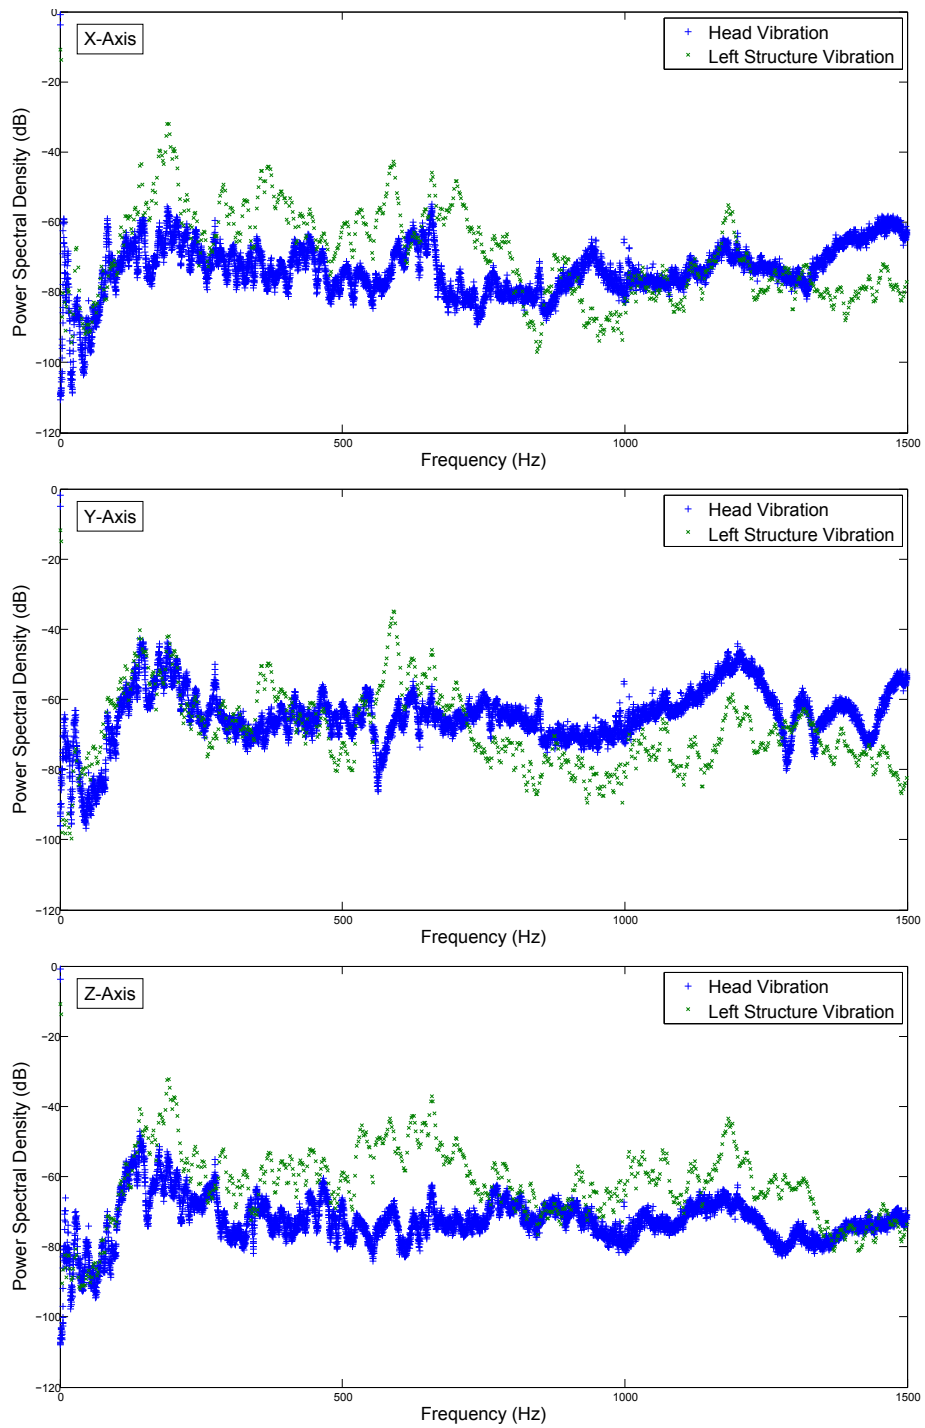 0
X-Axis
+ Head Vibration
× Left Structure Vibration
−20
−40
−60
−80
−100
−120
Power Spectral Density (dB)
0 500 1000 1500
Frequency (Hz)
0
Y-Axis
+ Head Vibration
× Left Structure Vibration
−20
−40
−60
−80
−100
−120
Power Spectral Density (dB)
0 500 1000 1500
Frequency (Hz)
0
Z-Axis
+ Head Vibration
× Left Structure Vibration
−20
−40
−60
−80
−100
−120
Power Spectral Density (dB)
0 500 1000 1500
Frequency (Hz)